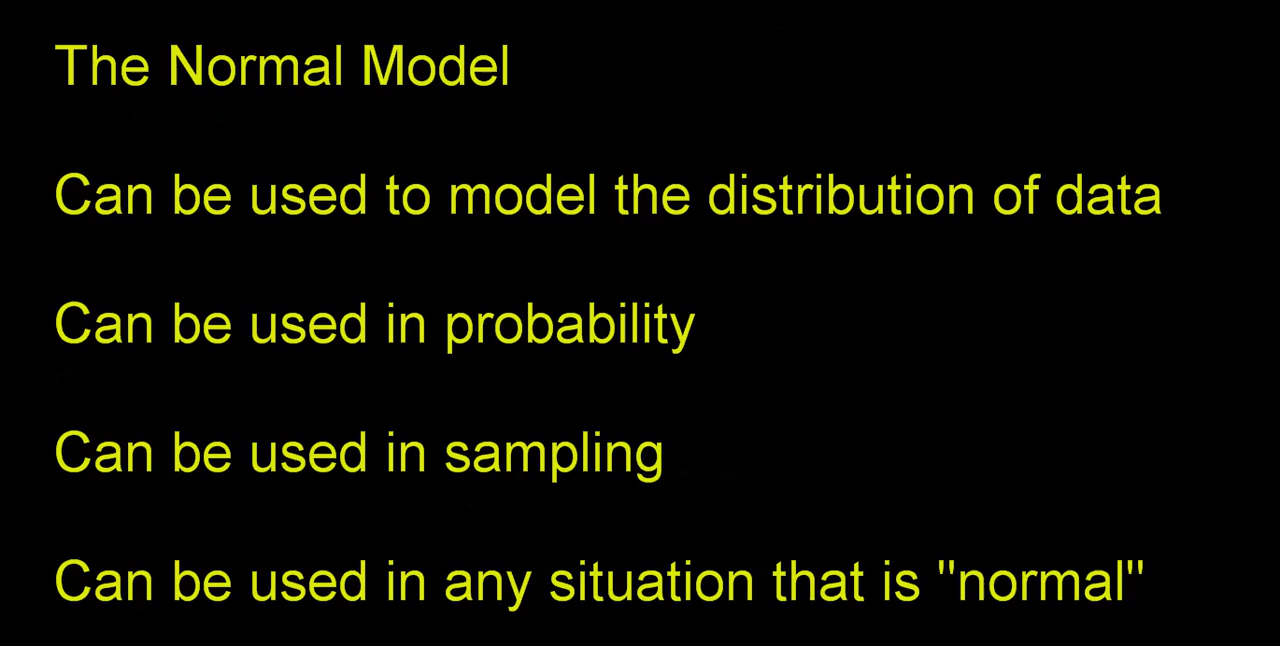 The Normal Model
Can be used to model the distribution of data
Can be used in probability
Can be used in sampling
Can be used in any situation that is "normal"